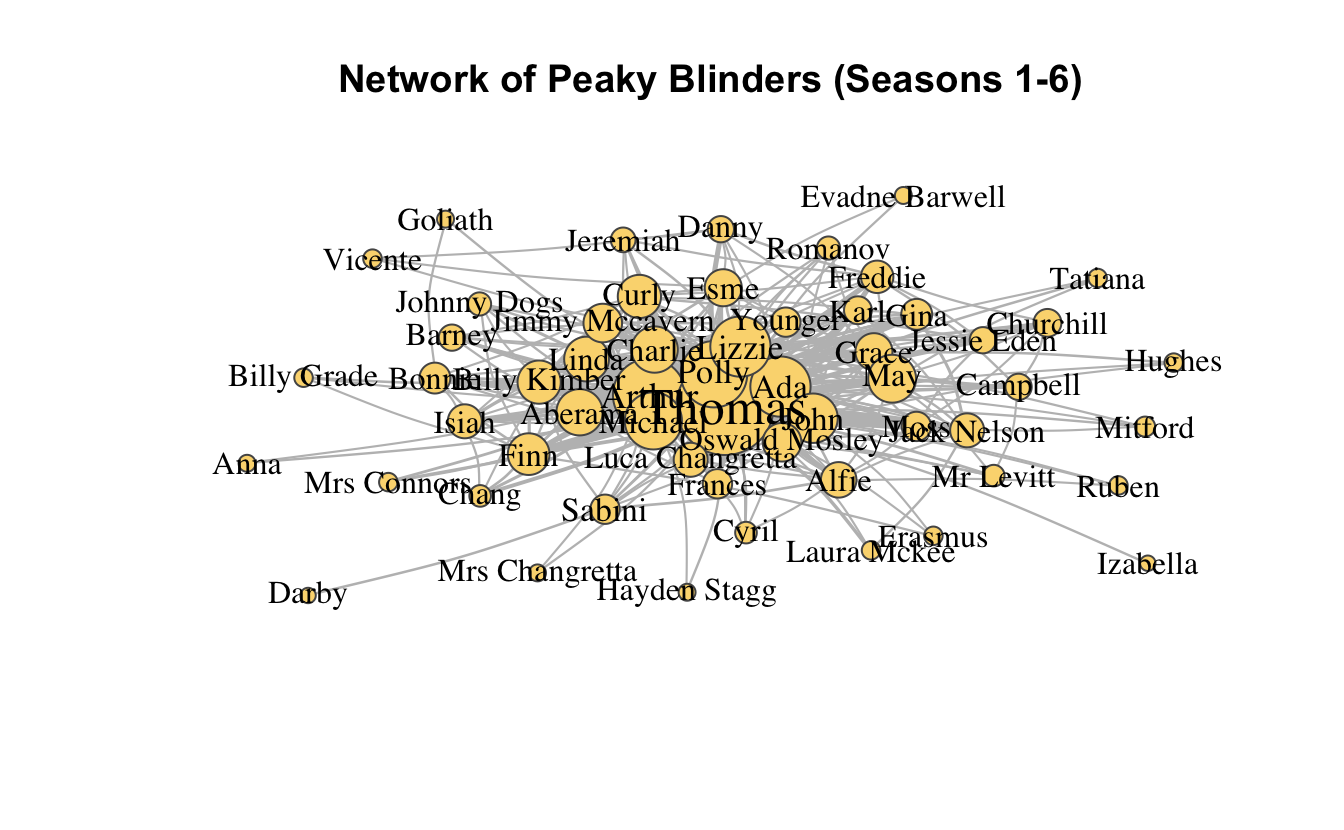 Network of Peaky Blinders (Seasons 1-6)
Evadne Barwell
Goliath
Danny
Jeremiah
Romanov
Vicente
Freddie
Tatiana
Esme
Curly
Johnny Dogs
Karl
Gina
Jimmy Mccavern
Younger
Churchill
Barney
Jessie Eden
Lizzie
Charlie
Grace
Linda
Hughes
Polly
Billy Grade
Bonnie
Billy Kimber
May
Ada
Campbell
Arthur
Thomas
Aberama
Isiah
Michael
John
Moss
Jack Nelson
Mitford
Oswald Mosley
Finn
Luca Changretta
Anna
Mrs Connors
Frances
Alfie
Mr Levitt
Ruben
Chang
Sabini
Cyril
Erasmus
Laura Mckee
Izabella
Mrs Changretta
Hayden Stagg
Darby